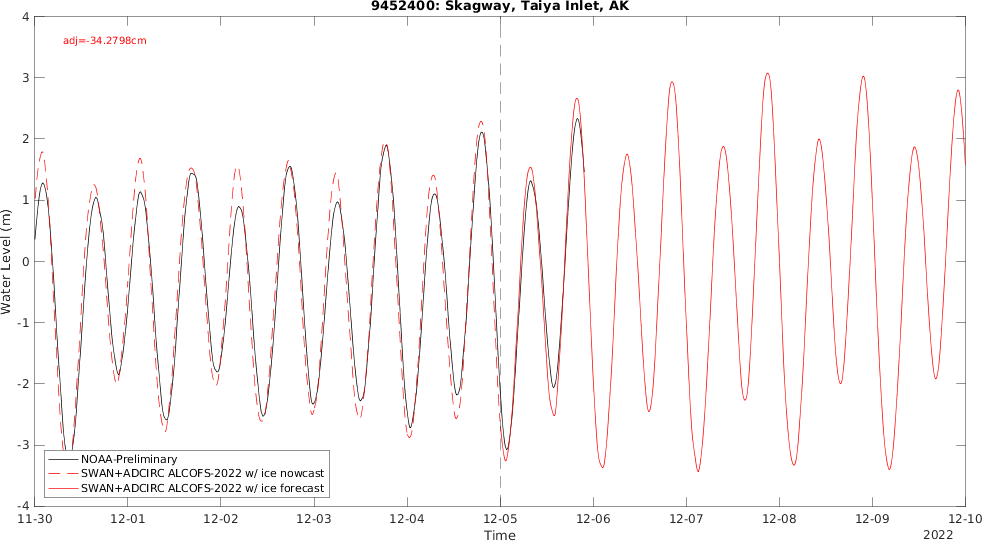 9452400: Skagway, Taiya Inlet, AK
adj=-34.2798cm
4
3
2
1
0
-1
-2
-3
-4
Water Level (m)
NOAA-Preliminary
SWAN+ADCIRC ALCOFS-2022 w/ ice nowcast
SWAN+ADCIRC ALCOFS-2022 w/ ice forecast
11-30 12-01 12-02 12-03 12-04 12-05 12-06 12-07 12-08 12-09 12-10
Time
2022